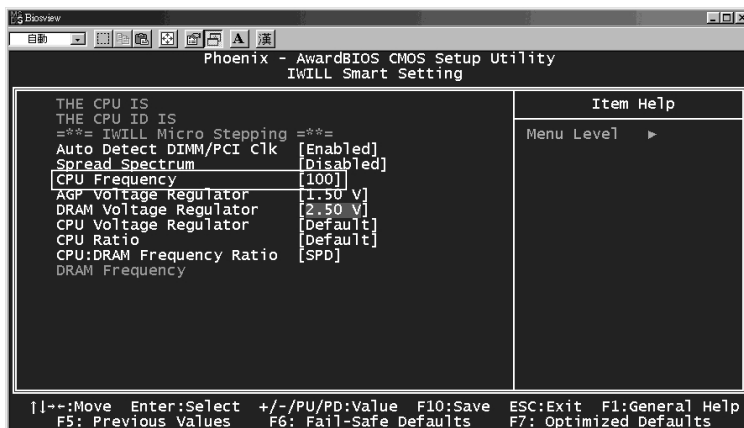 Biosview
自動
A 漢
Phoenix - AwardBIOS CMOS Setup Utility
IWILL Smart Setting
THE CPU IS
THE CPU ID IS
=**= IWILL Micro Stepping =**=
Auto Detect DIMM/PCI Clk [Enabled]
Spread Spectrum [Disabled]
CPU Frequency [100]
AGP Voltage Regulator [1.50 V]
DRAM Voltage Regulator [2.50 V]
CPU Voltage Regulator [Default]
CPU Ratio [Default]
CPU:DRAM Frequency Ratio [SPD]
DRAM Frequency
Item Help
Menu Level ►
↑↓→←:Move Enter:Select +/-/PU/PD:Value F10:Save ESC:Exit F1:General Help
F5: Previous Values F6: Fail-Safe Defaults F7: Optimized Defaults